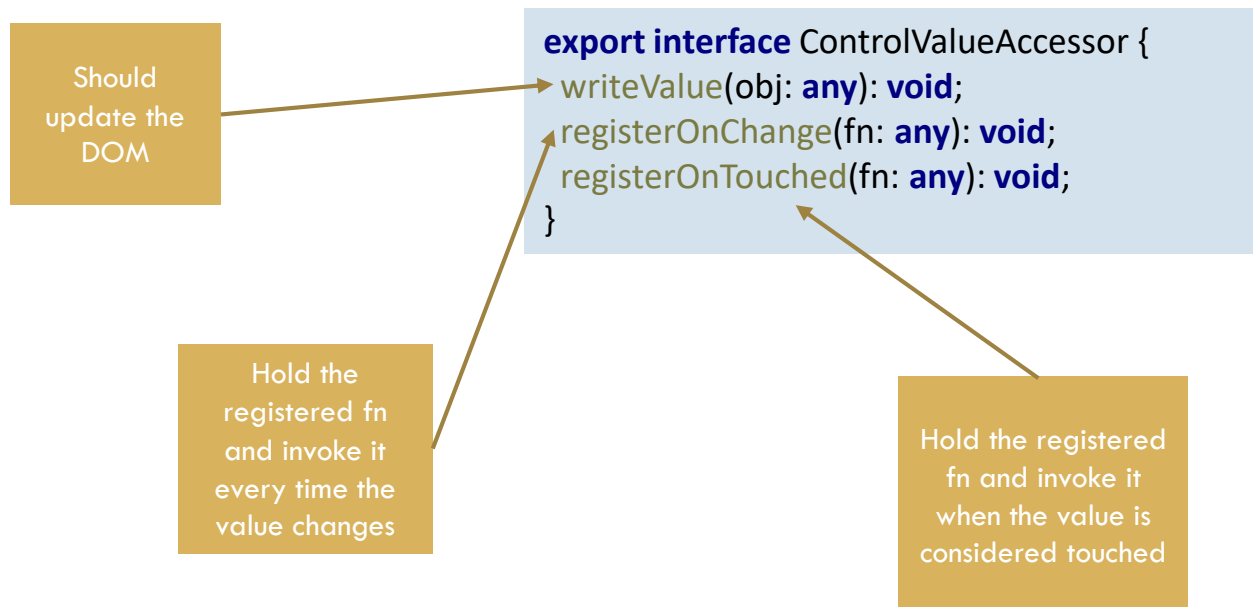 Should
update the
DOM
export interface ControlValueAccessor {
writeValue(obj: any): void;
registerOnChange(fn: any): void;
registerOnTouched(fn: any): void;
}
Hold the
registered fn
and invoke it
every time the
value changes
Hold the registered
fn and invoke it
when the value is
considered touched